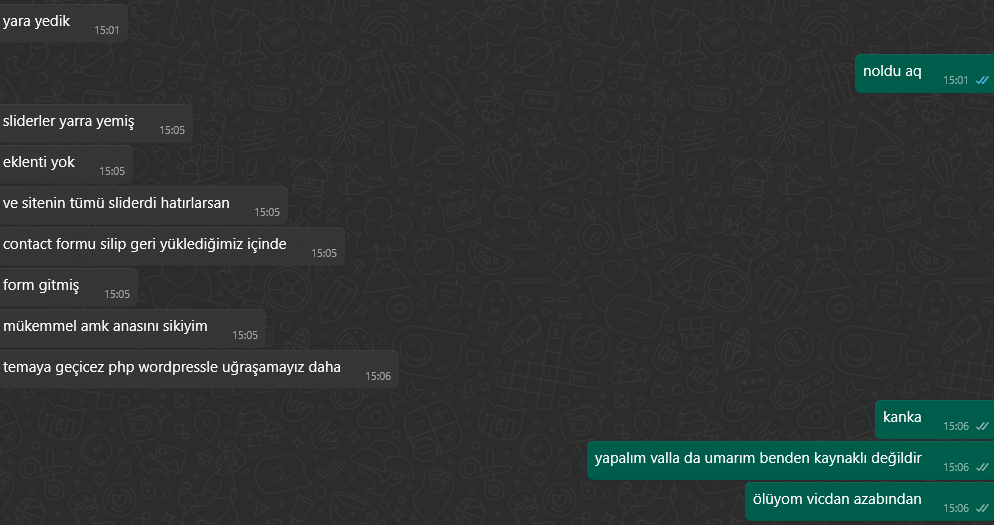 yara yedik
15:01
noldu aq
15:01
sliderler yarra yemiş
15:05
eklenti yok
15:05
ve sitenin tümü sliderdi hatırlarsan
15:05
contact formu silip geri yüklediğimiz içinde
15:05
form gitmiş
15:05
mükemmel amk anasını sikiyim
15:05
temaya geçicez php wordpressle uğraşamayız daha
15:06
kanka
15:06
yapalım valla da umarım benden kaynaklı değildir
15:06
ölüyom vicdan azabından
15:06